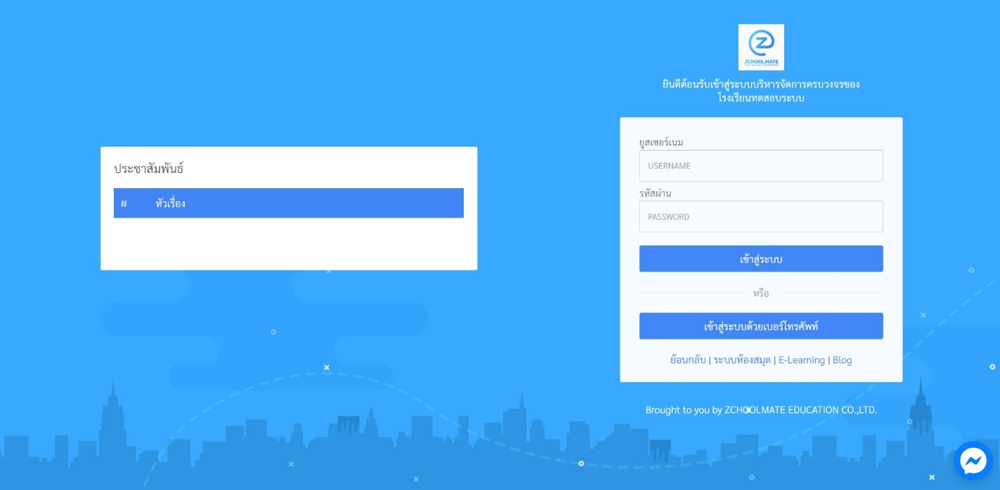 ประชาสัมพันธ์
# หัวเรื่อง
ZCHOOLMATE
ยินดีต้อนรับเข้าสู่ระบบบริหารจัดการครบวงจรของ
โรงเรียนทดสอบระบบ
ยูสเซอร์เนม
USERNAME
รหัสผ่าน
PASSWORD
เข้าสู่ระบบ
หรือ
เข้าสู่ระบบด้วยเบอร์โทรศัพท์
ย้อนกลับ | ระบบห้องสมุด | E-Learning | Blog
Brought to you by ZCHOOLMATE EDUCATION CO.,LTD.